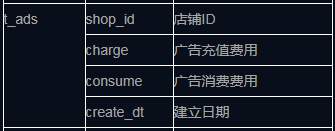 t_ads shop_id 店铺ID
charge 广告充值费用
consume 广告消费费用
create_dt 建立日期